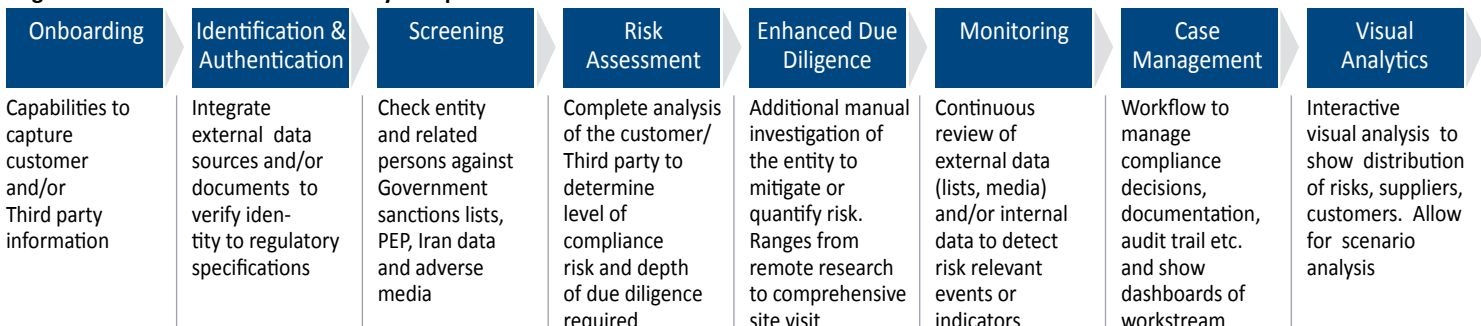 Onboarding
Capabilities to
capture
customer
and/or
Third party
information
Identification &
Authentication
Integrate
external data
sources and/or
documents to
verify iden-
tity to regulatory
specifications
Screening
Check entity
and related
persons against
Government
sanctions lists,
PEP, Iran data
and adverse
media
Risk
Assessment
Complete analysis
of the customer/
Third party to
determine
level of
compliance
risk and depth
of due diligence
required
Enhanced Due
Diligence
Additional manual
investigation of
the entity to
mitigate or
quantify risk.
Ranges from
remote research
to comprehensive
site visit
Monitoring
Continuous
review of
external data
(lists, media)
and/or internal
data to detect
risk relevant
events or
indicators
Case
Management
Workflow to
manage
compliance
decisions,
documentation,
audit trail etc.
and show
dashboards of
workstream
Visual
Analytics
Interactive
visual analysis to
show distribution
of risks, suppliers,
customers. Allow
for scenario
analysis